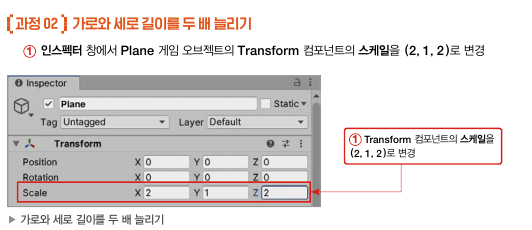 [과정 02] 가로와 세로 길이를 두 배 늘리기
① 인스펙터 창에서 Plane 게임 오브젝트의 Transform 컴포넌트의 스케일을 (2, 1, 2)로 변경
Inspector
Plane Static
Tag Untagged Layer Default
Transform
Position X 0 Y 0 Z 0
Rotation X 0 Y 0 Z 0
Scale X 2 Y 1 Z 2
① Transform 컴포넌트의 스케일을
(2, 1, 2)로 변경
▶ 가로와 세로 길이를 두 배 늘리기